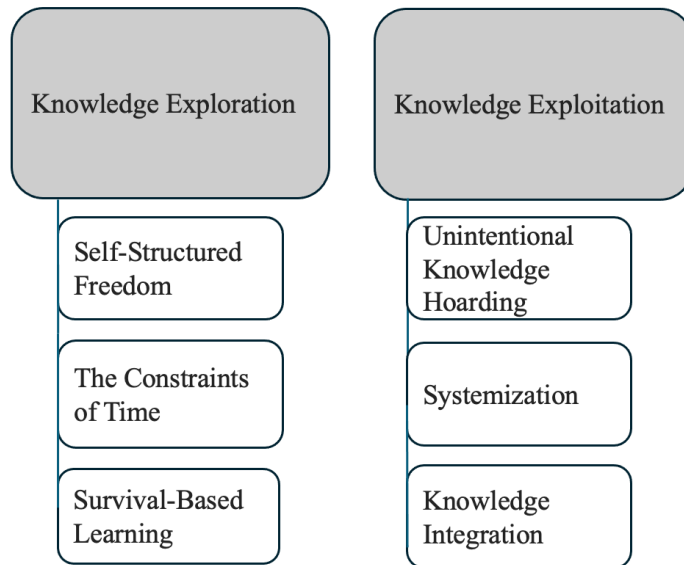 Knowledge Exploration
Self-Structured
Freedom
The Constraints
of Time
Survival-Based
Learning
Knowledge Exploitation
Unintentional
Knowledge
Hoarding
Systemization
Knowledge
Integration